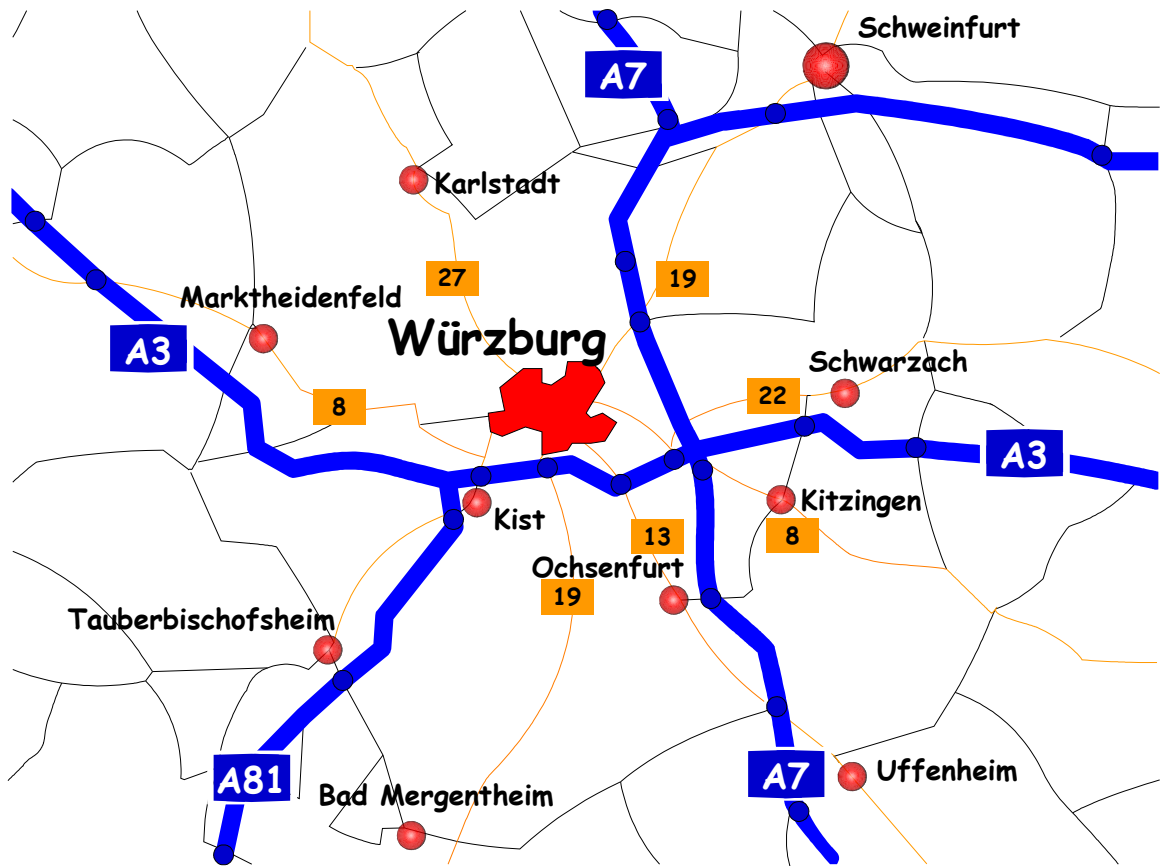 Schweinfurt
A7
Karlstadt
27
19
Marktheidenfeld
Würzburg
A3
Schwarzach
22
8
A3
Kitzingen
Kist
13
8
Ochsenfurt
19
Tauberbischofsheim
A81
A7
Uffenheim
Bad Mergentheim